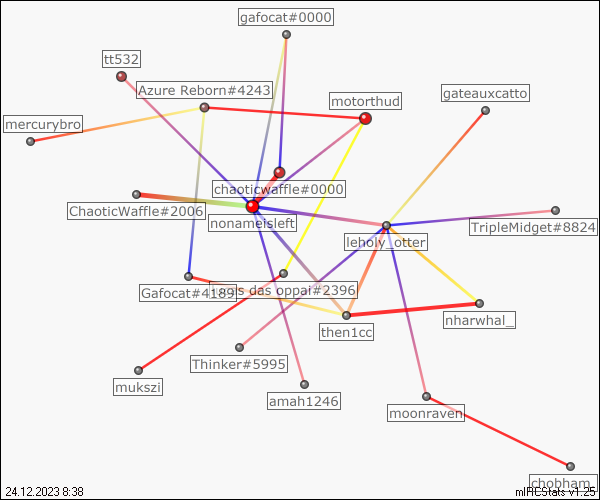 gafocat#0000
tt532
Azure Reborn#4243
motorthud
gateauxcatto
mercurybro
chaoticwaffle#0000
ChaoticWaffle#2006
nonameisleft
leholy_otter
TripleMidget#8824
Gafocat#4189
is das oppai#2396
then1cc
nharwhal_
Thinker#5995
mukszi
amah1246
moonraven
chobham_
24.12.2023 8:38
mIRCStats v1.25